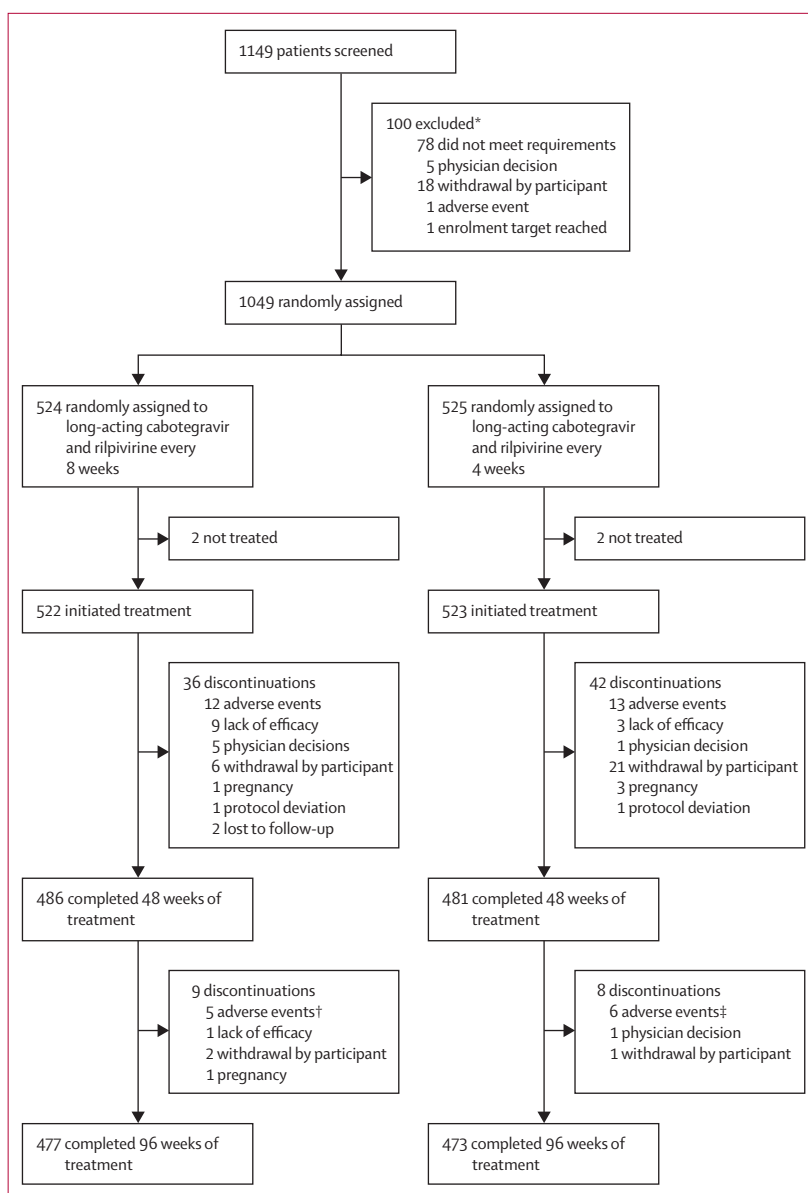 1149 patients screened
100 excluded*
78 did not meet requirements
5 physician decision
18 withdrawal by participant
1 adverse event
1 enrolment target reached
1049 randomly assigned
524 randomly assigned to
long-acting cabotegravir
and rilpivirine every
8 weeks
525 randomly assigned to
long-acting cabotegravir
and rilpivirine every
4 weeks
2 not treated
2 not treated
522 initiated treatment
523 initiated treatment
36 discontinuations
12 adverse events
9 lack of efficacy
5 physician decisions
6 withdrawal by participant
1 pregnancy
1 protocol deviation
2 lost to follow-up
42 discontinuations
13 adverse events
3 lack of efficacy
1 physician decision
21 withdrawal by participant
3 pregnancy
1 protocol deviation
486 completed 48 weeks of
treatment
481 completed 48 weeks of
treatment
9 discontinuations
5 adverse events†
1 lack of efficacy
2 withdrawal by participant
1 pregnancy
8 discontinuations
6 adverse events‡
1 physician decision
1 withdrawal by participant
477 completed 96 weeks of
treatment
473 completed 96 weeks of
treatment